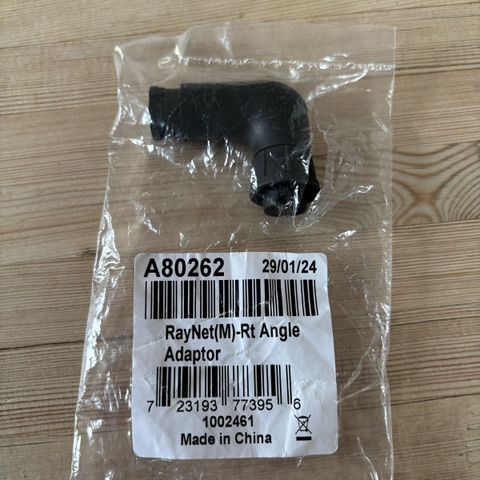 A80262 29/01/24
RayNet(M)-Rt Angle
Adaptor
7 23193 77395 6
1002461
Made in China